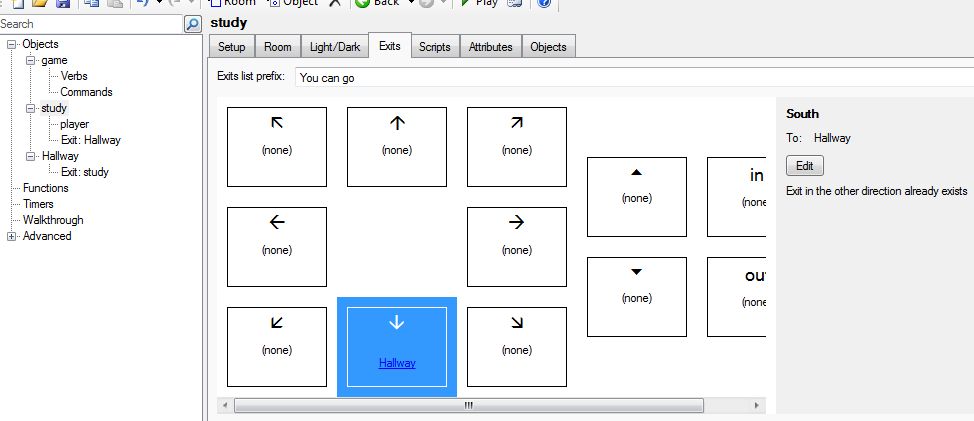 Room Object Back Play
Search
study
Objects
game
Verbs
Commands
study
player
Exit: Hallway
Hallway
Exit: study
Functions
Timers
Walkthrough
Advanced
Setup Room Light/Dark Exits Scripts Attributes Objects
Exits list prefix: You can go
(none) (none) (none)
(none) in
(none)
(none) (none)
(none) out
(none)
(none) Hallway (none)
South
To: Hallway
Edit
Exit in the other direction already exists